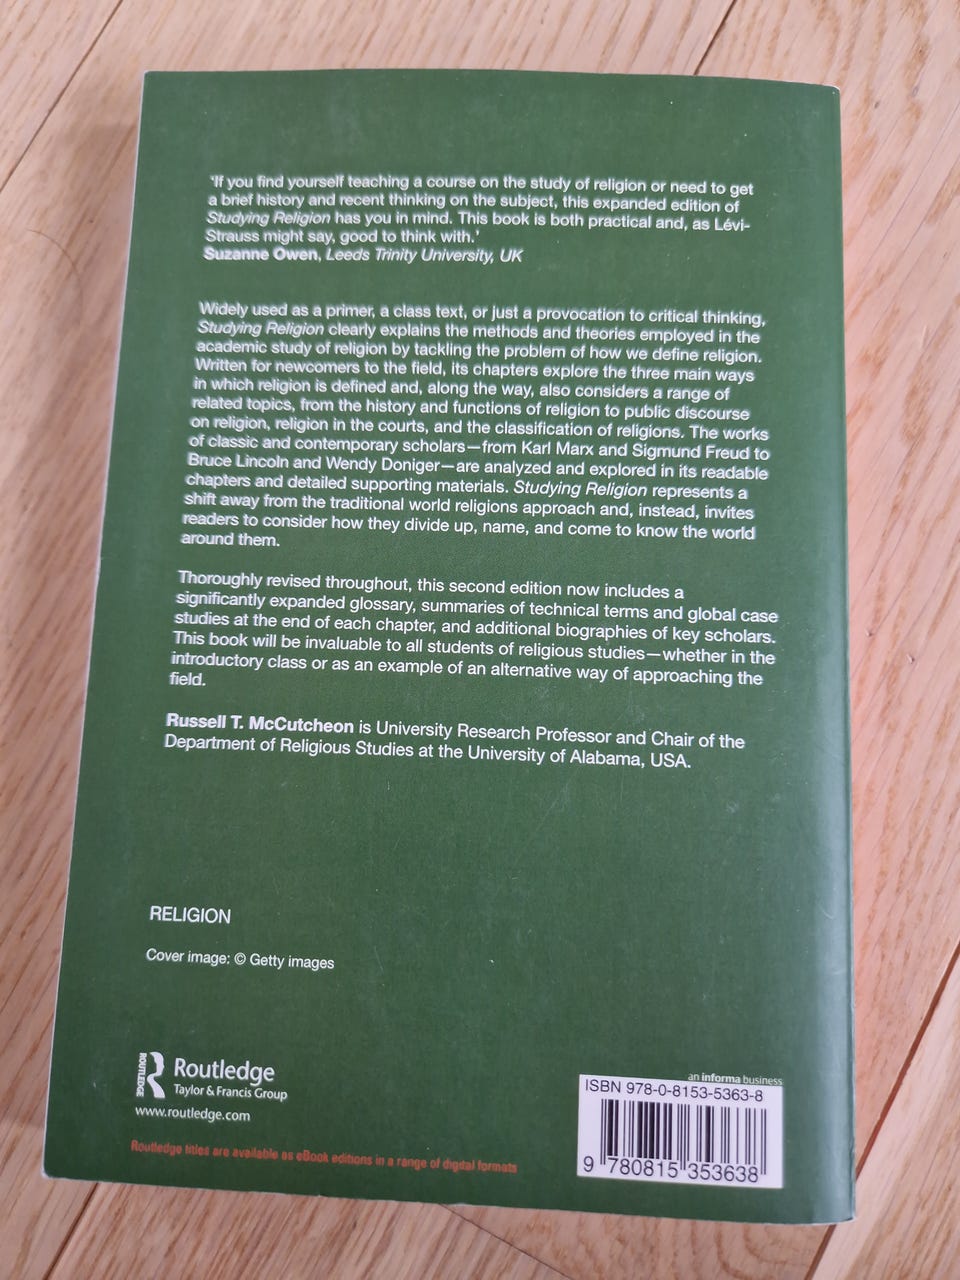 'If you find yourself teaching a course on the study of religion or need to get
a brief history and recent thinking on the subject, this expanded edition of
Studying Religion has you in mind. This book is both practical and, as Lévi-
Strauss might say, good to think with.'
Suzanne Owen, Leeds Trinity University, UK
Widely used as a primer, a class text, or just a provocation to critical thinking,
Studying Religion clearly explains the methods and theories employed in the
academic study of religion by tackling the problem of how we define religion.
Written for newcomers to the field, its chapters explore the three main ways
in which religion is defined and, along the way, also considers a range of
related topics, from the history and functions of religion to public discourse
on religion, religion in the courts, and the classification of religions. The works
of classic and contemporary scholars—from Karl Marx and Sigmund Freud to
Bruce Lincoln and Wendy Doniger—are analyzed and explored in its readable
chapters and detailed supporting materials. Studying Religion represents a
shift away from the traditional world religions approach and, instead, invites
readers to consider how they divide up, name, and come to know the world
around them.
Thoroughly revised throughout, this second edition now includes a
significantly expanded glossary, summaries of technical terms and global case
studies at the end of each chapter, and additional biographies of key scholars.
This book will be invaluable to all students of religious studies—whether in the
introductory class or as an example of an alternative way of approaching the
field.
Russell T. McCutcheon is University Research Professor and Chair of the
Department of Religious Studies at the University of Alabama, USA.
RELIGION
Cover image: © Getty images
ROUTLEDGE
Routledge
Taylor & Francis Group
www.routledge.com
Routledge titles are available as eBook editions in a range of digital formats
an informa business
ISBN 978-0-8153-5363-8
9 780815 353638